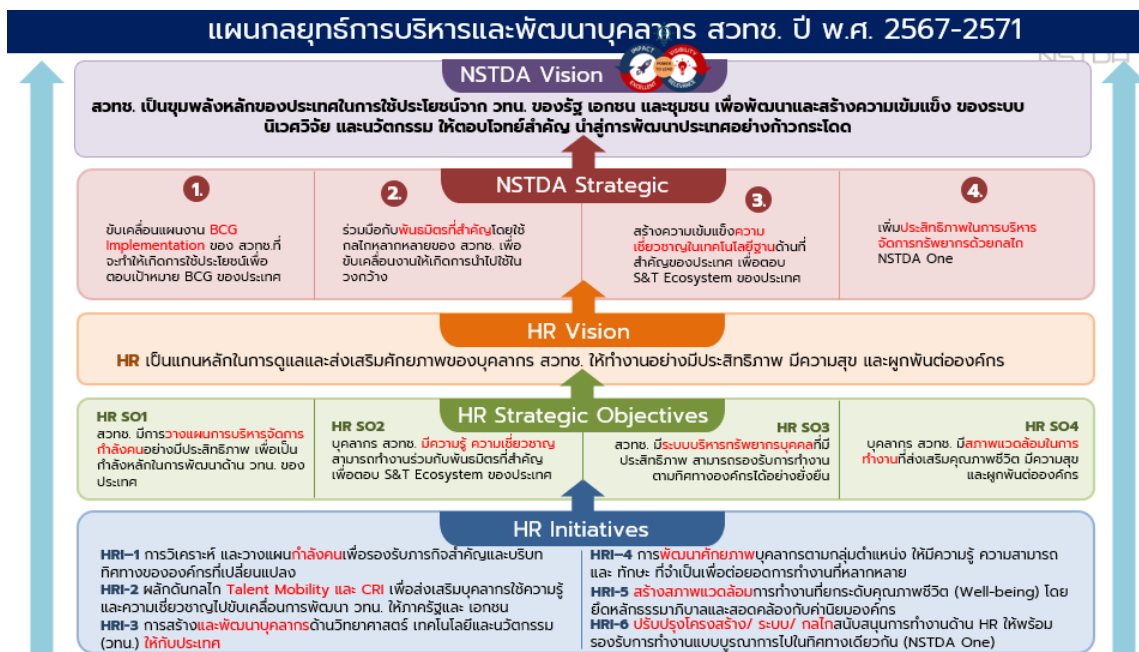 แผนกลยุทธ์การบริหารและพัฒนาบุคลากร สวทช. ปี พ.ศ. 2567-2571
NSTDA
NSTDA Vision
IMPACT
VISIBILITY
POWER TO LEAD
EXCELLENT
RELEVANCE
สวทช. เป็นขุมพลังหลักของประเทศในการใช้ประโยชน์จาก วทน. ของรัฐ เอกชน และชุมชน เพื่อพัฒนาและสร้างความเข้มแข็ง ของระบบ
นิเวศวิจัย และนวัตกรรม ให้ตอบโจทย์สำคัญ นำสู่การพัฒนาประเทศอย่างก้าวกระโดด
NSTDA Strategic
1.
ขับเคลื่อนแผนงาน BCG
Implementation ของ สวทช.ที่
จะทำให้เกิดการใช้ประโยชน์เพื่อ
ตอบเป้าหมาย BCG ของประเทศ
2.
ร่วมมือกับพันธมิตรที่สำคัญโดยใช้
กลไกหลากหลายของ สวทช. เพื่อ
ขับเคลื่อนงานให้เกิดการนำไปใช้ใน
วงกว้าง
3.
สร้างความเข้มแข็งความ
เชี่ยวชาญในเทคโนโลยีฐานด้านที่
สำคัญของประเทศ เพื่อตอบ
S&T Ecosystem ของประเทศ
4.
เพิ่มประสิทธิภาพในการบริหาร
จัดการทรัพยากรด้วยกลไก
NSTDA One
HR Vision
HR เป็นแกนหลักในการดูแลและส่งเสริมศักยภาพของบุคลากร สวทช. ให้ทำงานอย่างมีประสิทธิภาพ มีความสุข และผูกพันต่อองค์กร
HR Strategic Objectives
HR SO1
สวทช. มีการวางแผนการบริหารจัดการ
กำลังคนอย่างมีประสิทธิภาพ เพื่อเป็น
กำลังหลักในการพัฒนาด้าน วทน. ของ
ประเทศ
HR SO2
บุคลากร สวทช. มีความรู้ ความเชี่ยวชาญ
สามารถทำงานร่วมกับพันธมิตรที่สำคัญ
เพื่อตอบ S&T Ecosystem ของประเทศ
HR SO3
สวทช. มีระบบบริหารทรัพยากรบุคคลที่มี
ประสิทธิภาพ สามารถรองรับการทำงาน
ตามทิศทางองค์กรได้อย่างยั่งยืน
HR SO4
บุคลากร สวทช. มีสภาพแวดล้อมในการ
ทำงานที่ส่งเสริมคุณภาพชีวิต มีความสุข
และผูกพันต่อองค์กร
HR Initiatives
HRI–1 การวิเคราะห์ และวางแผนกำลังคนเพื่อรองรับภารกิจสำคัญและบริบท
ทิศทางขององค์กรที่เปลี่ยนแปลง
HRI-2 ผลักดันกลไก Talent Mobility และ CRI เพื่อส่งเสริมบุคลากรใช้ความรู้
และความเชี่ยวชาญไปขับเคลื่อนการพัฒนา วทน. ให้ภาครัฐและ เอกชน
HRI-3 การสร้างและพัฒนาบุคลากรด้านวิทยาศาสตร์ เทคโนโลยีและนวัตกรรม
(วทน.) ให้กับประเทศ
HRI–4 การพัฒนาศักยภาพบุคลากรตามกลุ่มตำแหน่ง ให้มีความรู้ ความสามารถ
และ ทักษะ ที่จำเป็นเพื่อต่อยอดการทำงานที่หลากหลาย
HRI-5 สร้างสภาพแวดล้อมการทำงานที่ยกระดับคุณภาพชีวิต (Well-being) โดย
ยึดหลักธรรมาภิบาลและสอดคล้องกับค่านิยมองค์กร
HRI-6 ปรับปรุงโครงสร้าง/ ระบบ/ กลไกสนับสนุนการทำงานด้าน HR ให้พร้อม
รองรับการทำงานแบบบูรณาการไปในทิศทางเดียวกัน (NSTDA One)